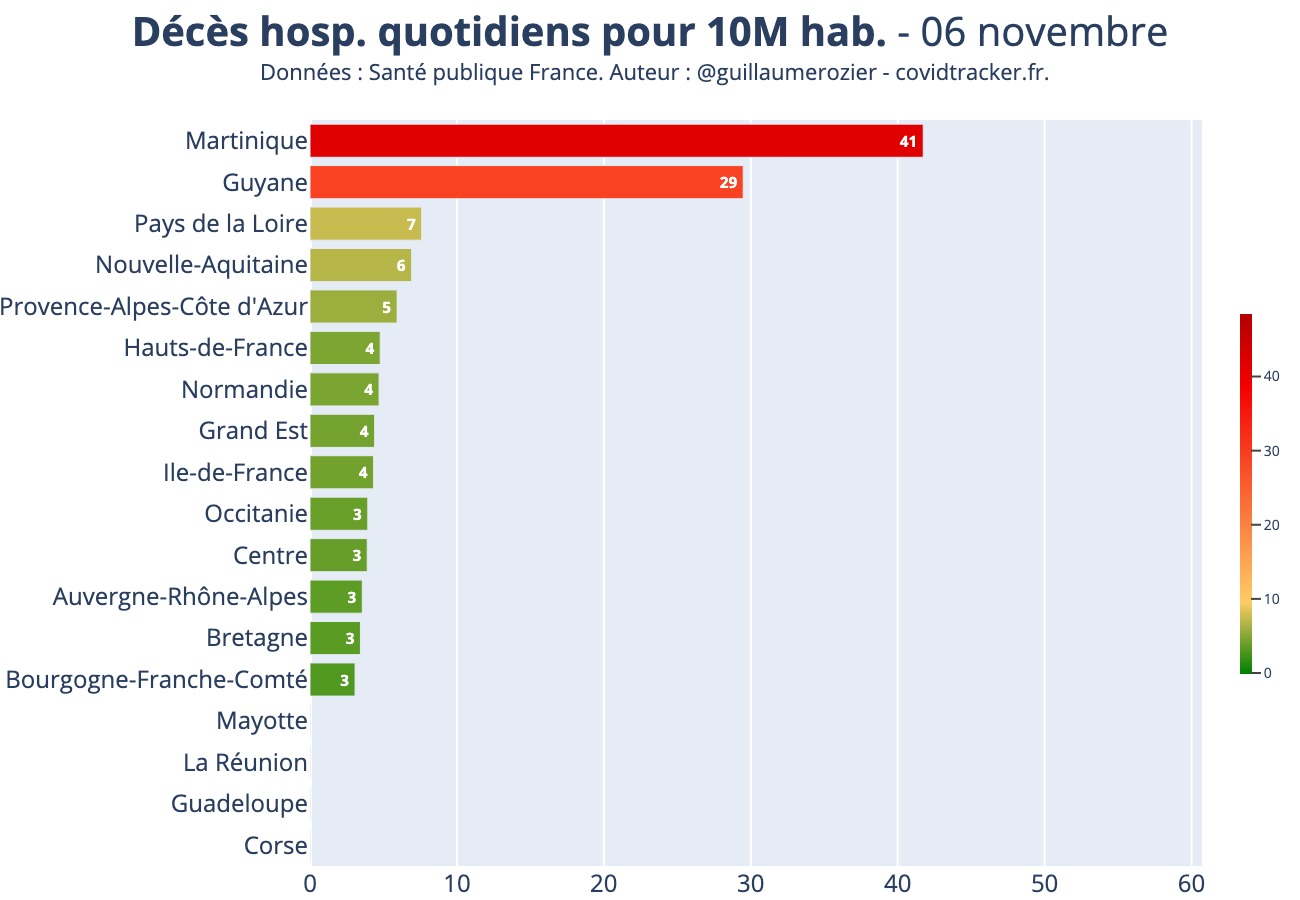 Décès hosp. quotidiens pour 10M hab. - 06 novembre
Données : Santé publique France. Auteur : @guillaumerozier - covidtracker.fr.
Martinique 41
Guyane 29
Pays de la Loire 7
Nouvelle-Aquitaine 6
Provence-Alpes-Côte d'Azur 5
Hauts-de-France 4
Normandie 4
Grand Est 4
Ile-de-France 4
Occitanie 3
Centre 3
Auvergne-Rhône-Alpes 3
Bretagne 3
Bourgogne-Franche-Comté 3
Mayotte
La Réunion
Guadeloupe
Corse
0 10 20 30 40 50 60
40
30
20
10
0